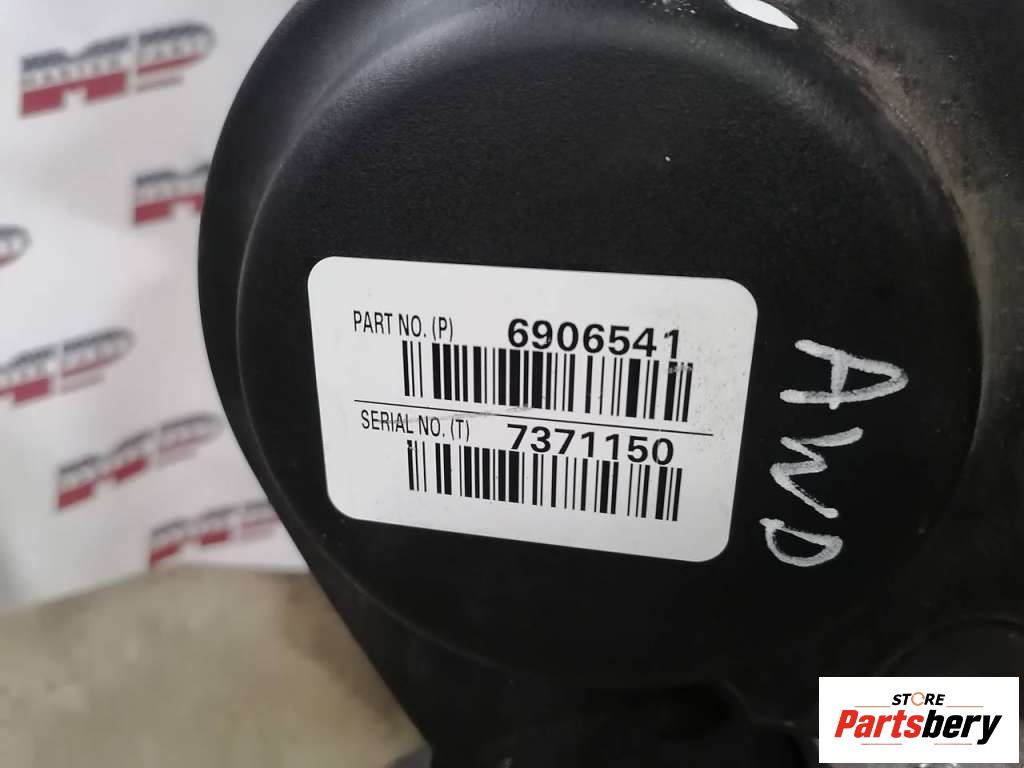 PART NO. (P) 6906541
SERIAL NO. (T) 7371150
AWD
STORE
Partsbery